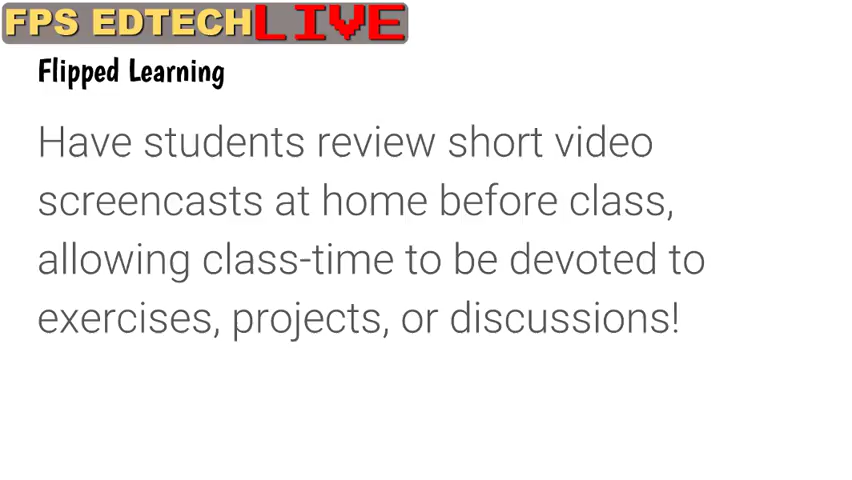 FPS EDTECH LIVE
Flipped Learning
Have students review short video
screencasts at home before class,
allowing class-time to be devoted to
exercises, projects, or discussions!